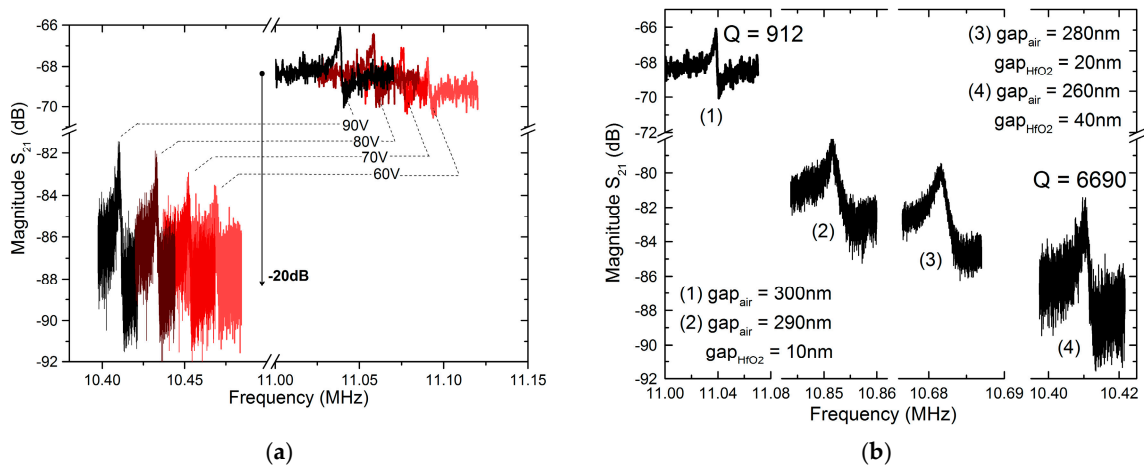 -66
-68
-70
-82
-84
-86
-88
-90
-92
Magnitude S21 (dB)
90V
80V
70V
60V
-20dB
10.40 10.45 11.00 11.05 11.10 11.15
Frequency (MHz)
(a)
-66
-68
-70
-72
-80
-82
-84
-86
-88
-90
-92
Magnitude S21 (dB)
Q = 912
(1)
(3) gapair = 280nm
gapHfO2 = 20nm
(4) gapair = 260nm
gapHfO2 = 40nm
Q = 6690
(2)
(3)
(4)
(1) gapair = 300nm
(2) gapair = 290nm
gapHfO2 = 10nm
11.00 11.04 11.08 10.85 10.86 10.68 10.69 10.40 10.42
Frequency (MHz)
(b)